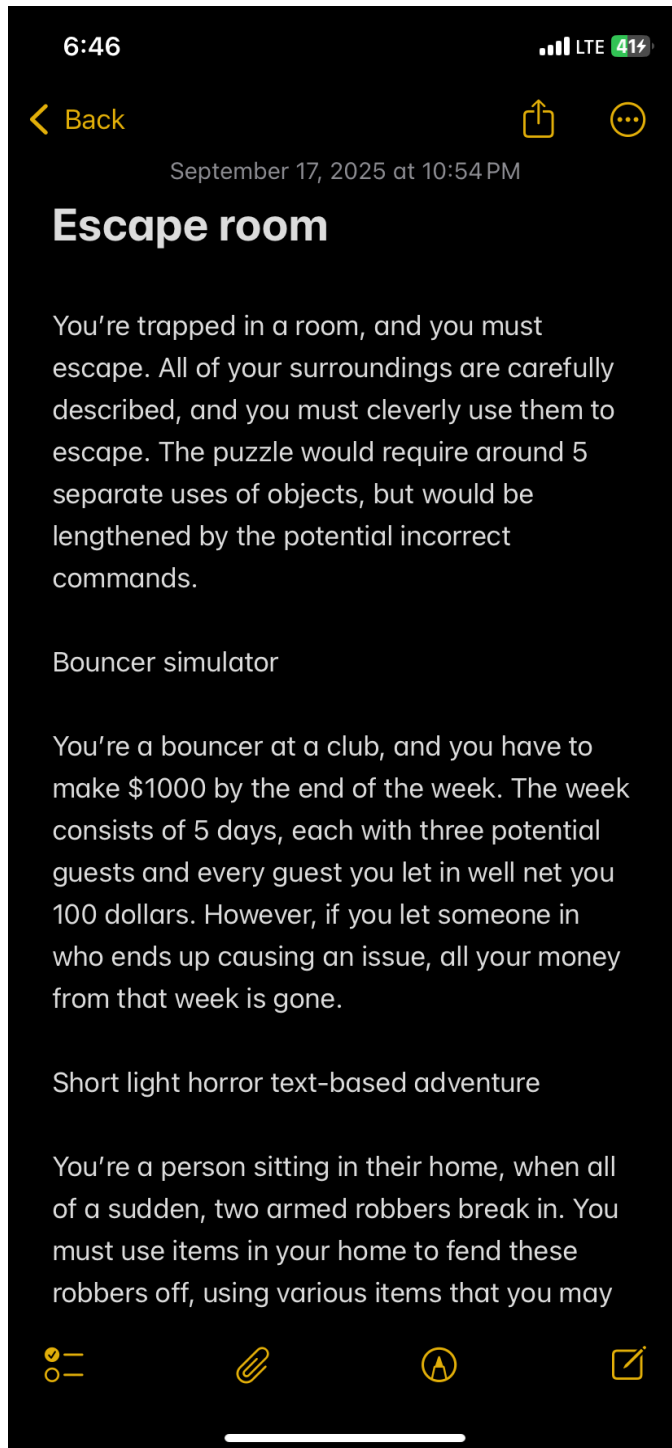 6:46
LTE 41
Back
September 17, 2025 at 10:54 PM
Escape room
You're trapped in a room, and you must
escape. All of your surroundings are carefully
described, and you must cleverly use them to
escape. The puzzle would require around 5
separate uses of objects, but would be
lengthened by the potential incorrect
commands.
Bouncer simulator
You're a bouncer at a club, and you have to
make $1000 by the end of the week. The week
consists of 5 days, each with three potential
guests and every guest you let in well net you
100 dollars. However, if you let someone in
who ends up causing an issue, all your money
from that week is gone.
Short light horror text-based adventure
You're a person sitting in their home, when all
of a sudden, two armed robbers break in. You
must use items in your home to fend these
robbers off, using various items that you may